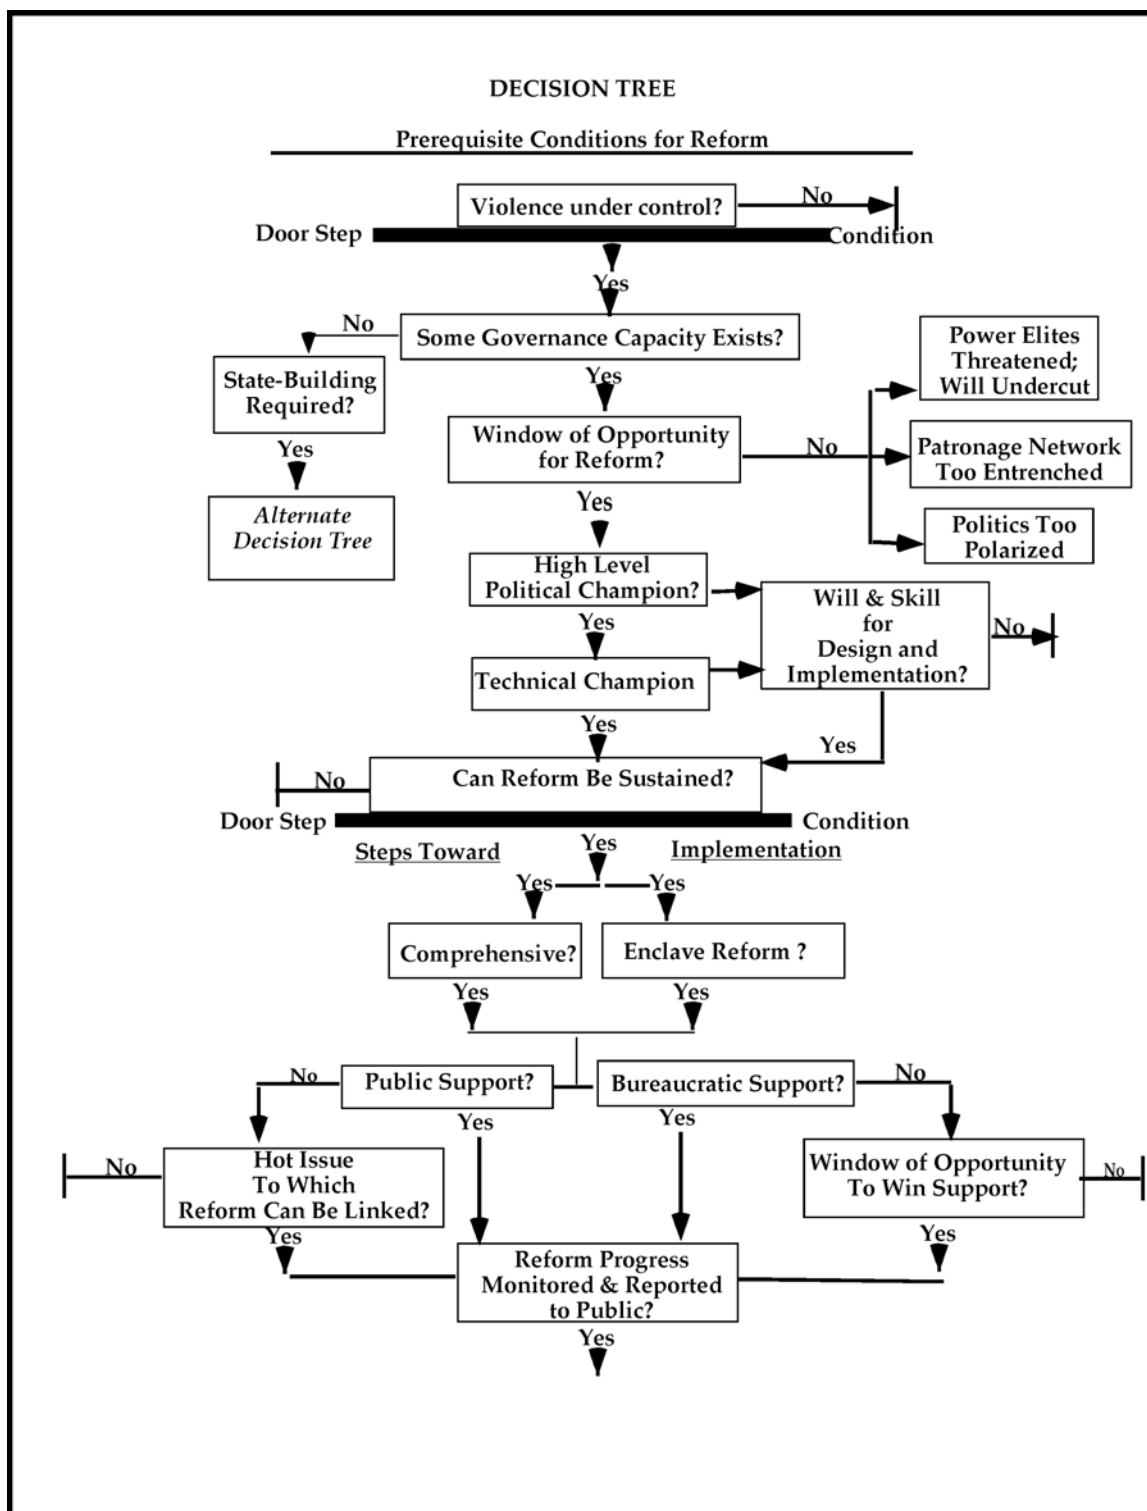 DECISION TREE
Prerequisite Conditions for Reform
Violence under control?
No
Door Step
Condition
Yes
No
Some Governance Capacity Exists?
Power Elites
Threatened;
Will Undercut
State-Building
Required?
Yes
Window of Opportunity
for Reform?
No
Patronage Network
Too Entrenched
Yes
Yes
Alternate
Decision Tree
Politics Too
Polarized
High Level
Political Champion?
Will & Skill
for
Design and
Implementation?
No
Yes
Technical Champion
Yes
Yes
No
Can Reform Be Sustained?
Door Step
Condition
Steps Toward
Yes
Implementation
Yes
Yes
Comprehensive?
Enclave Reform ?
Yes
Yes
No
Public Support?
Bureaucratic Support?
No
Yes
Yes
No
Hot Issue
To Which
Reform Can Be Linked?
Window of Opportunity
To Win Support?
No
Yes
Yes
Reform Progress
Monitored & Reported
to Public?
Yes